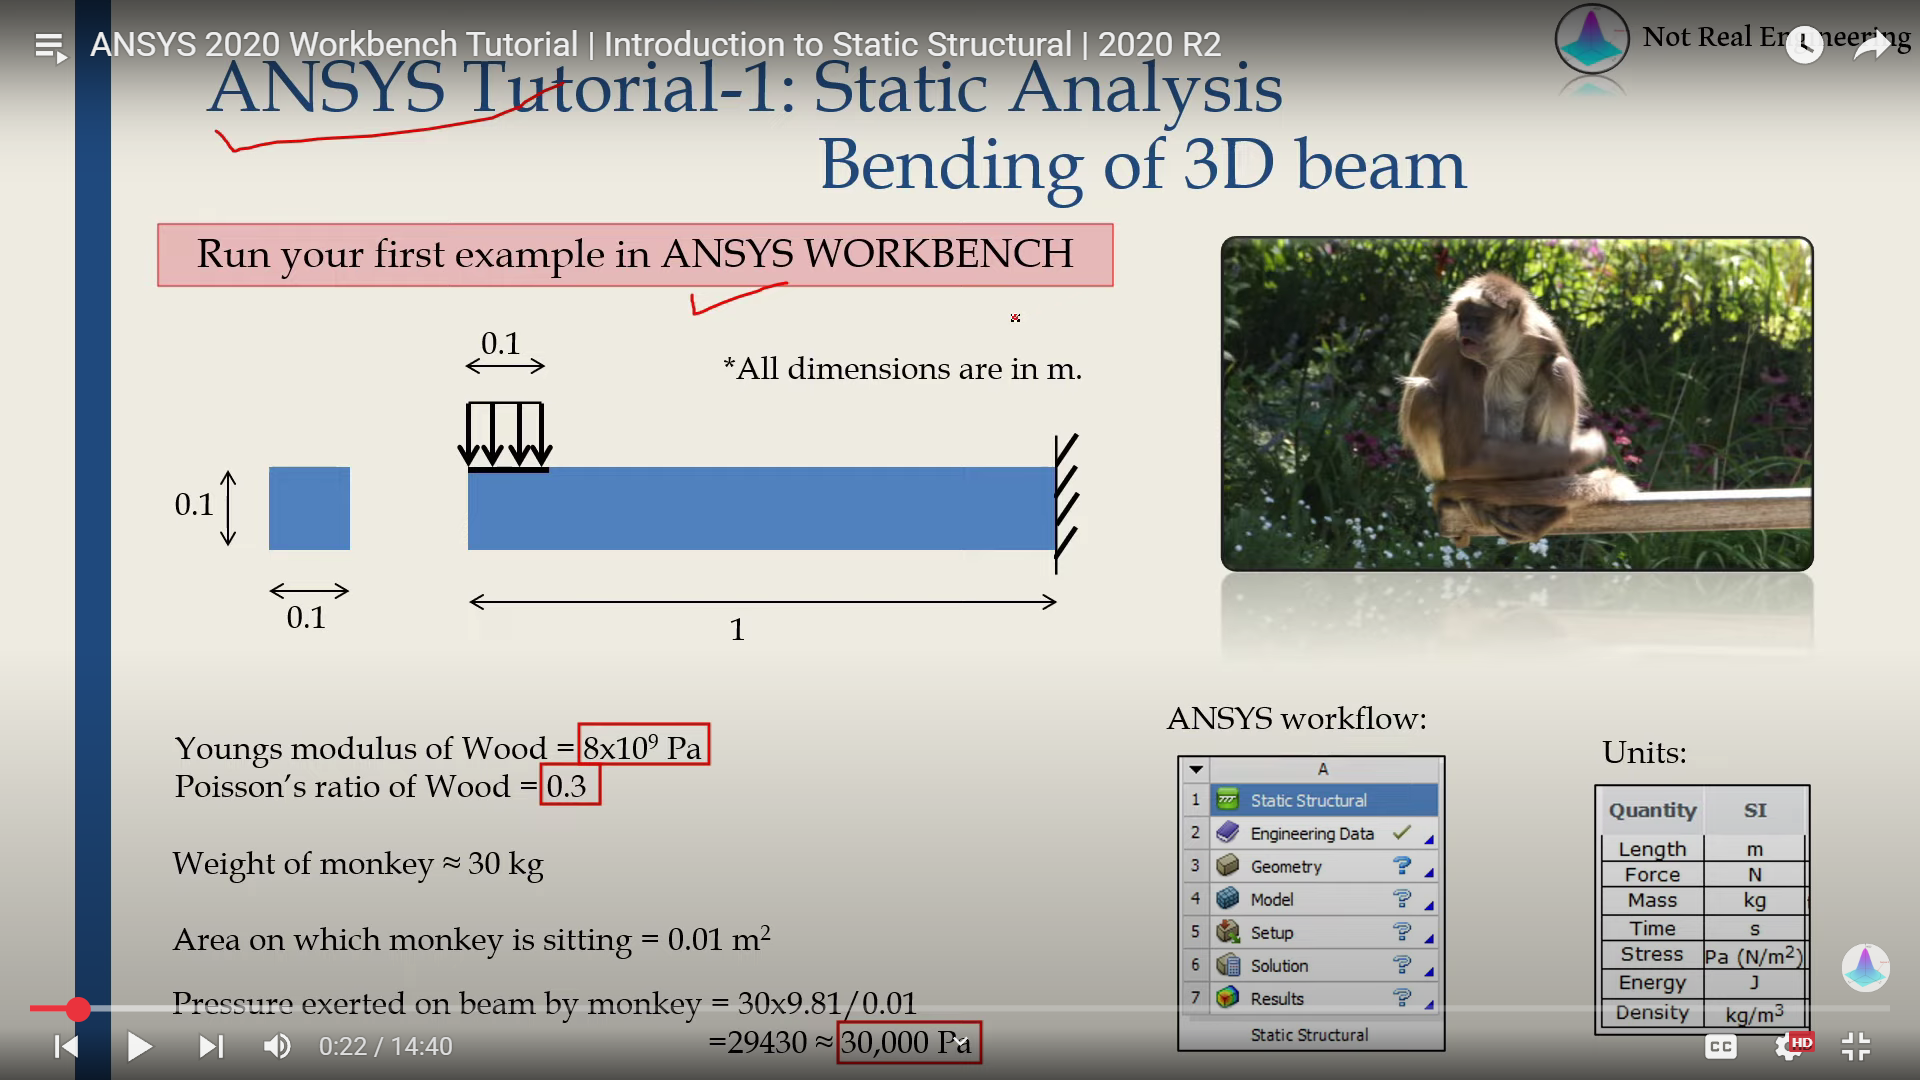 ANSYS 2020 Workbench Tutorial | Introduction to Static Structural | 2020 R2
Not Real Engineering
ANSYS Tutorial-1: Static Analysis
Bending of 3D beam
Run your first example in ANSYS WORKBENCH
0.1
*All dimensions are in m.
0.1
0.1
1
Youngs modulus of Wood = 8x10⁹ Pa
Poisson’s ratio of Wood = 0.3
Weight of monkey ≈ 30 kg
Area on which monkey is sitting = 0.01 m²
Pressure exerted on beam by monkey = 30x9.81/0.01
=29430 ≈ 30,000 Pa
ANSYS workflow:
A
1 Static Structural
2 Engineering Data
3 Geometry ?
4 Model ?
5 Setup ?
6 Solution ?
7 Results ?
Static Structural
Units:
Quantity SI
Length m
Force N
Mass kg
Time s
Stress Pa (N/m²)
Energy J
Density kg/m³
0:22 / 14:40
CC
HD